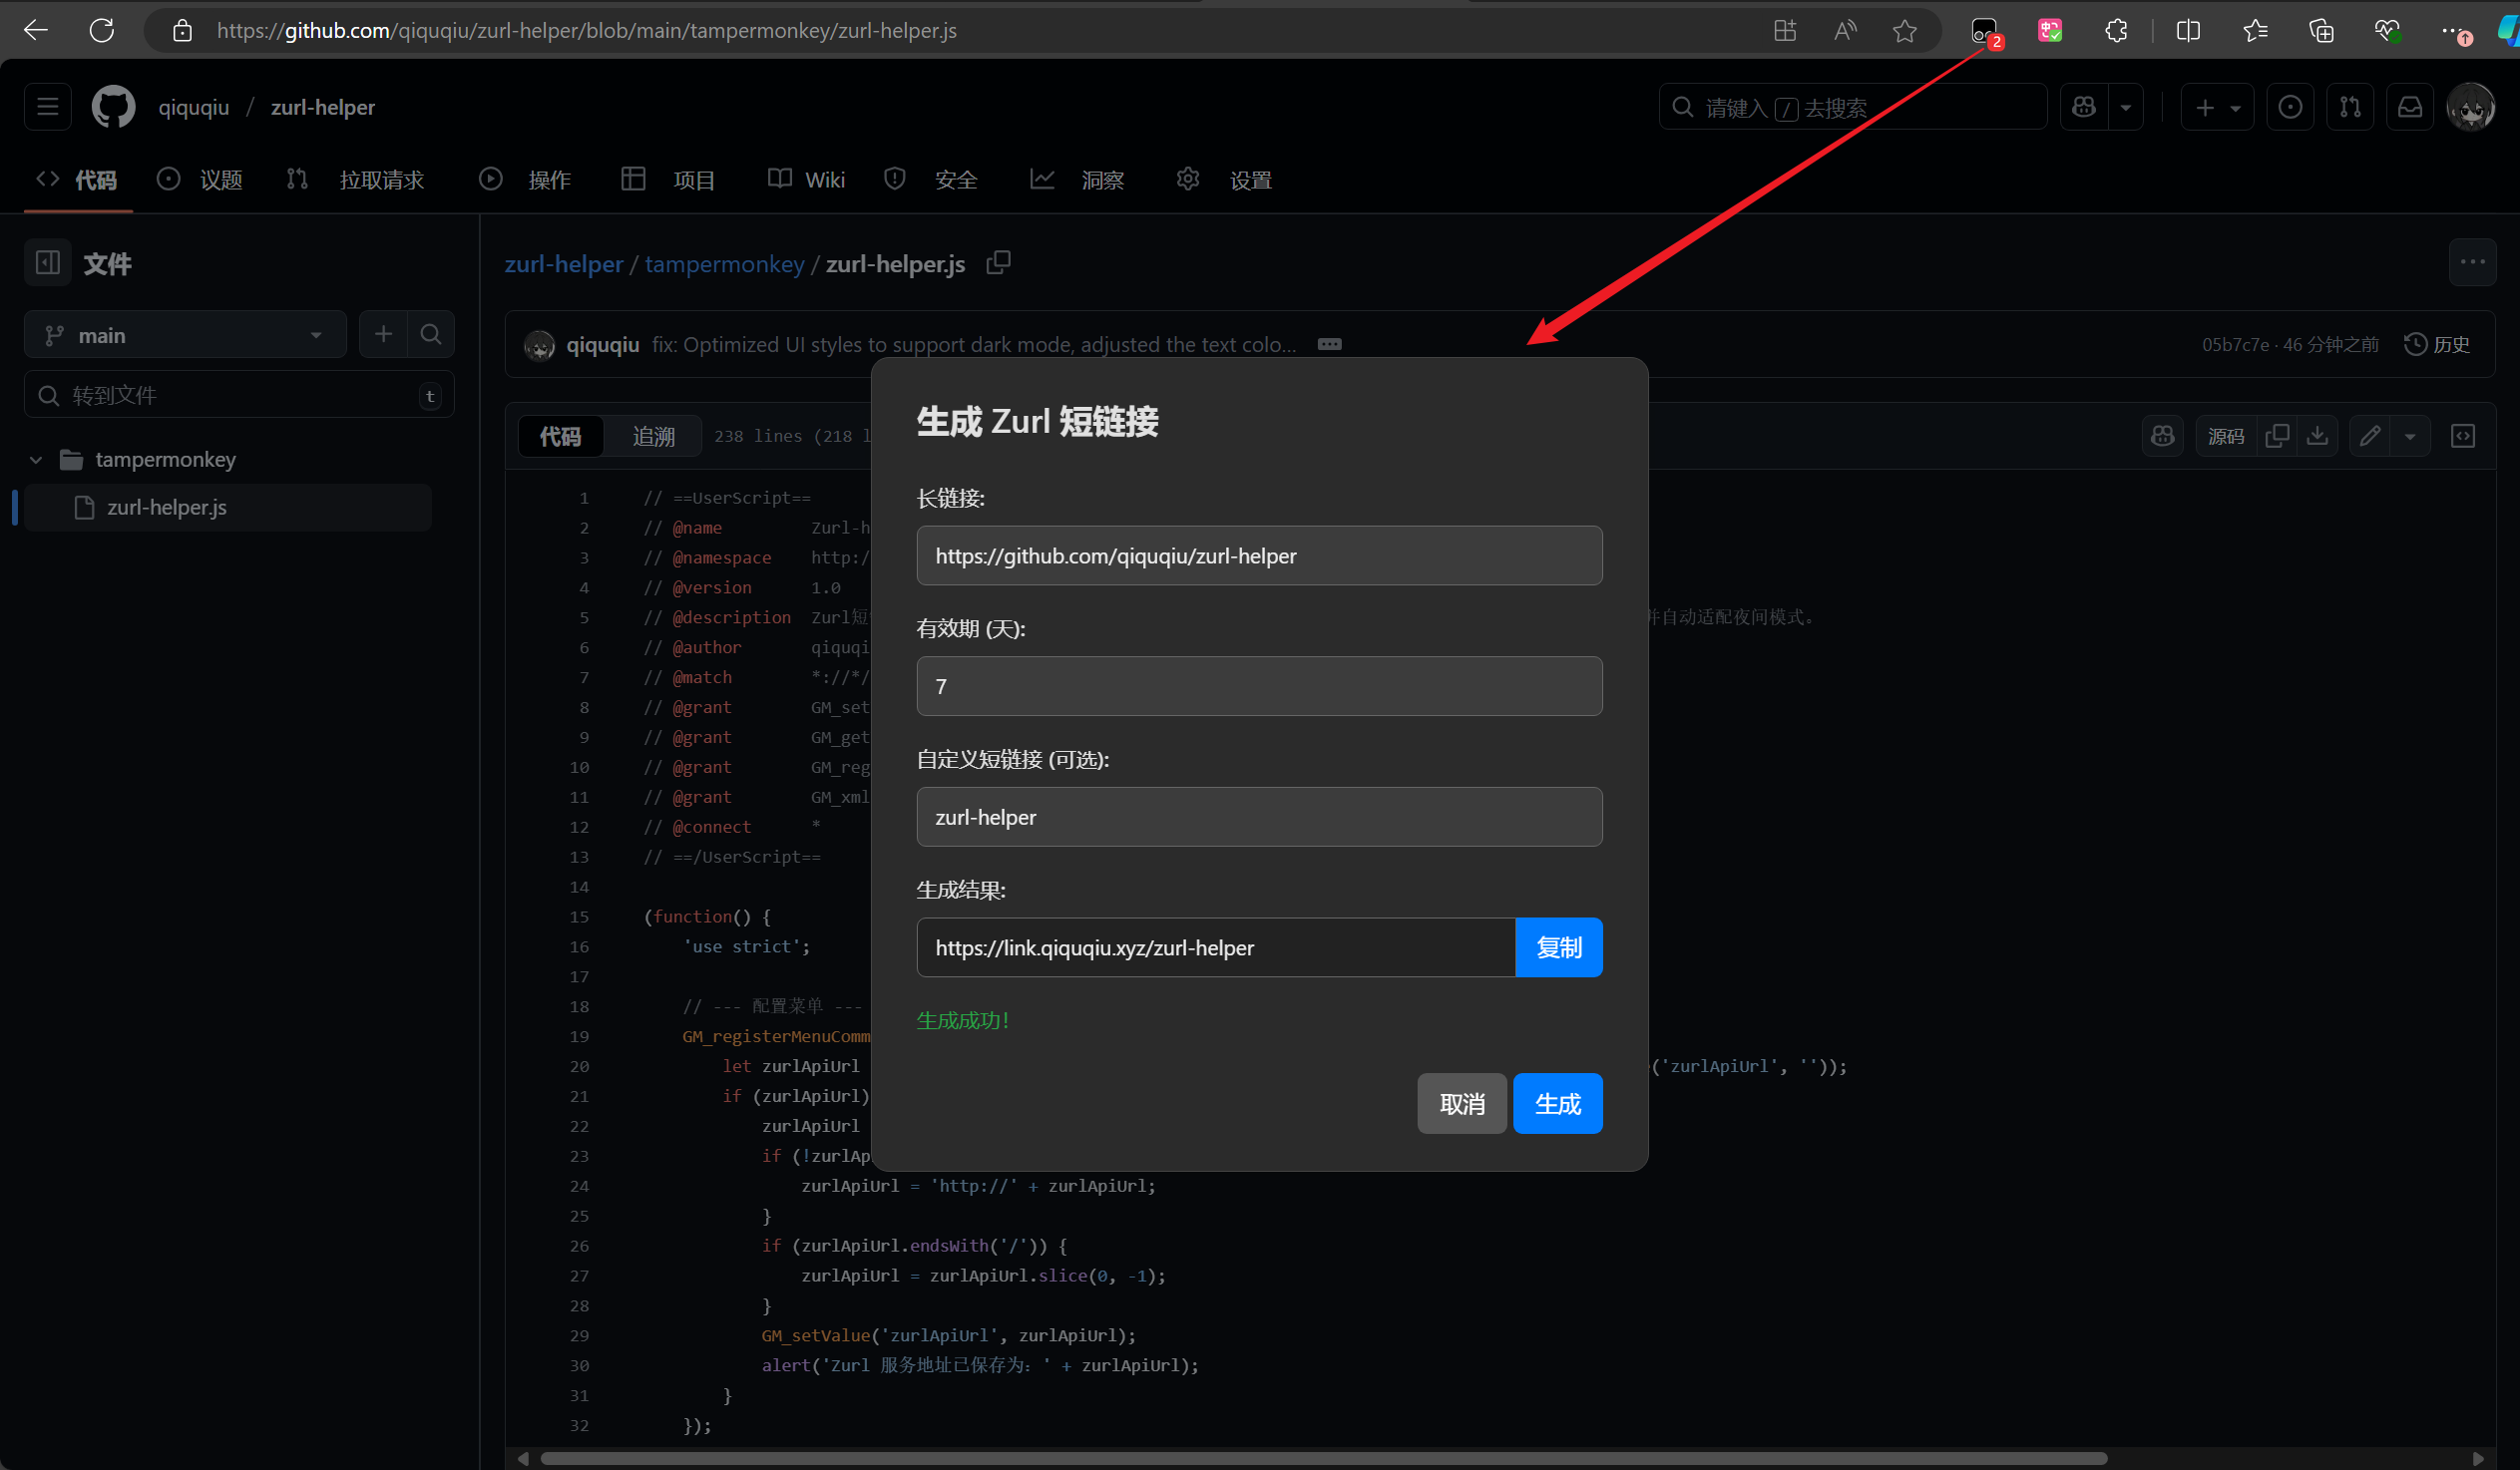 https://github.com/qiquqiu/zurl-helper/blob/main/tampermonkey/zurl-helper.js
2
qiquqiu / zurl-helper
请键入 / 去搜索
代码 议题 拉取请求 操作 项目 Wiki 安全 洞察 设置
文件
zurl-helper / tampermonkey / zurl-helper.js
main
qiquqiu fix: Optimized UI styles to support dark mode, adjusted the text colo...
05b7c7e · 46 分钟之前 历史
转到文件 t
代码 追溯 238 lines (218 l
源码
tampermonkey
zurl-helper.js
生成 Zurl 短链接
长链接:
https://github.com/qiquqiu/zurl-helper
有效期 (天):
7
自定义短链接 (可选):
zurl-helper
生成结果:
https://link.qiquqiu.xyz/zurl-helper 复制
生成成功!
取消 生成
1 // ==UserScript==
2 // @name Zurl-h
3 // @namespace http:/
4 // @version 1.0
5 // @description Zurl短 并自动适配夜间模式。
6 // @author qiquqi
7 // @match *://*/
8 // @grant GM_set
9 // @grant GM_get
10 // @grant GM_reg
11 // @grant GM_xml
12 // @connect *
13 // ==/UserScript==
14
15 (function() {
16 'use strict';
17
18 // --- 配置菜单 ---
19 GM_registerMenuComm
20 let zurlApiUrl ('zurlApiUrl', ''));
21 if (zurlApiUrl)
22 zurlApiUrl
23 if (!zurlAp
24 zurlApiUrl = 'http://' + zurlApiUrl;
25 }
26 if (zurlApiUrl.endsWith('/')) {
27 zurlApiUrl = zurlApiUrl.slice(0, -1);
28 }
29 GM_setValue('zurlApiUrl', zurlApiUrl);
30 alert('Zurl 服务地址已保存为: ' + zurlApiUrl);
31 }
32 });